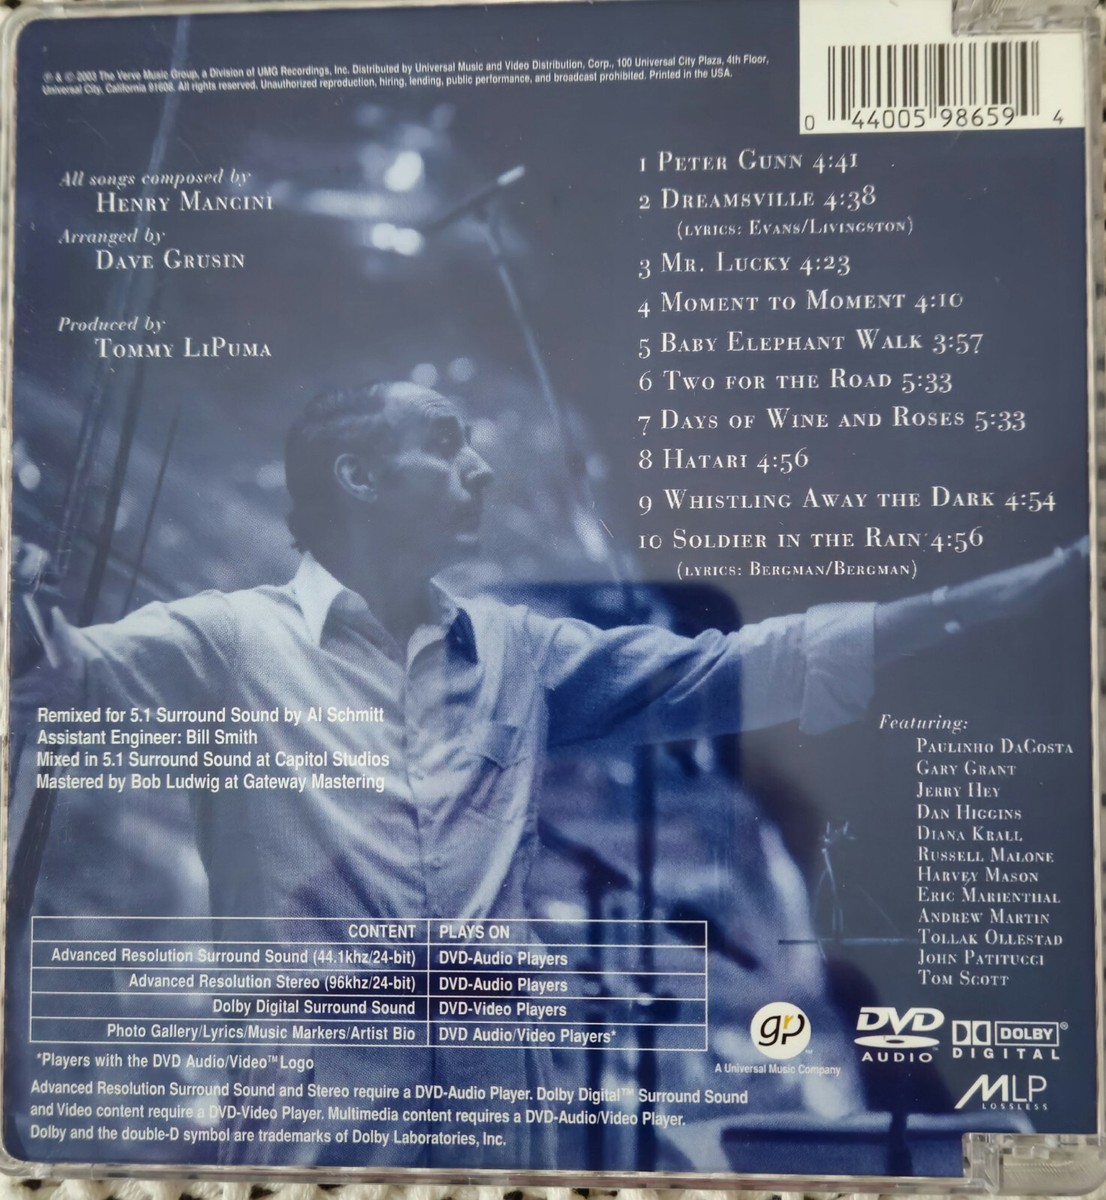 ℗ & © 2003 The Verve Music Group, a Division of UMG Recordings, Inc. Distributed by Universal Music and Video Distribution, Corp., 100 Universal City Plaza, 4th Floor,
Universal City, California 91608. All rights reserved. Unauthorized reproduction, hiring, lending, public performance, and broadcast prohibited. Printed in the USA.
0 44005 98659 4
All songs composed by
HENRY MANCINI
Arranged by
DAVE GRUSIN
Produced by
TOMMY LIPUMA
1 PETER GUNN 4:41
2 DREAMSVILLE 4:38
(LYRICS: EVANS/LIVINGSTON)
3 MR. LUCKY 4:23
4 MOMENT TO MOMENT 4:10
5 BABY ELEPHANT WALK 3:57
6 TWO FOR THE ROAD 5:33
7 DAYS OF WINE AND ROSES 5:33
8 HATARI 4:56
9 WHISTLING AWAY THE DARK 4:54
10 SOLDIER IN THE RAIN 4:56
(LYRICS: BERGMAN/BERGMAN)
Remixed for 5.1 Surround Sound by Al Schmitt
Assistant Engineer: Bill Smith
Mixed in 5.1 Surround Sound at Capitol Studios
Mastered by Bob Ludwig at Gateway Mastering
Featuring:
PAULINHO DACOSTA
GARY GRANT
JERRY HEY
DAN HIGGINS
DIANA KRALL
RUSSELL MALONE
HARVEY MASON
ERIC MARIENTHAL
ANDREW MARTIN
TOLLAK OLLESTAD
JOHN PATITUCCI
TOM SCOTT
CONTENT PLAYS ON
Advanced Resolution Surround Sound (44.1khz/24-bit) DVD-Audio Players
Advanced Resolution Stereo (96khz/24-bit) DVD-Audio Players
Dolby Digital Surround Sound DVD-Video Players
Photo Gallery/Lyrics/Music Markers/Artist Bio DVD Audio/Video Players*
*Players with the DVD Audio/Video™ Logo
Advanced Resolution Surround Sound and Stereo require a DVD-Audio Player. Dolby Digital™ Surround Sound
and Video content require a DVD-Video Player. Multimedia content requires a DVD-Audio/Video Player.
Dolby and the double-D symbol are trademarks of Dolby Laboratories, Inc.
grp
A Universal Music Company
DVD
AUDIO™
DOLBY®
DIGITAL
MLP
LOSSLESS